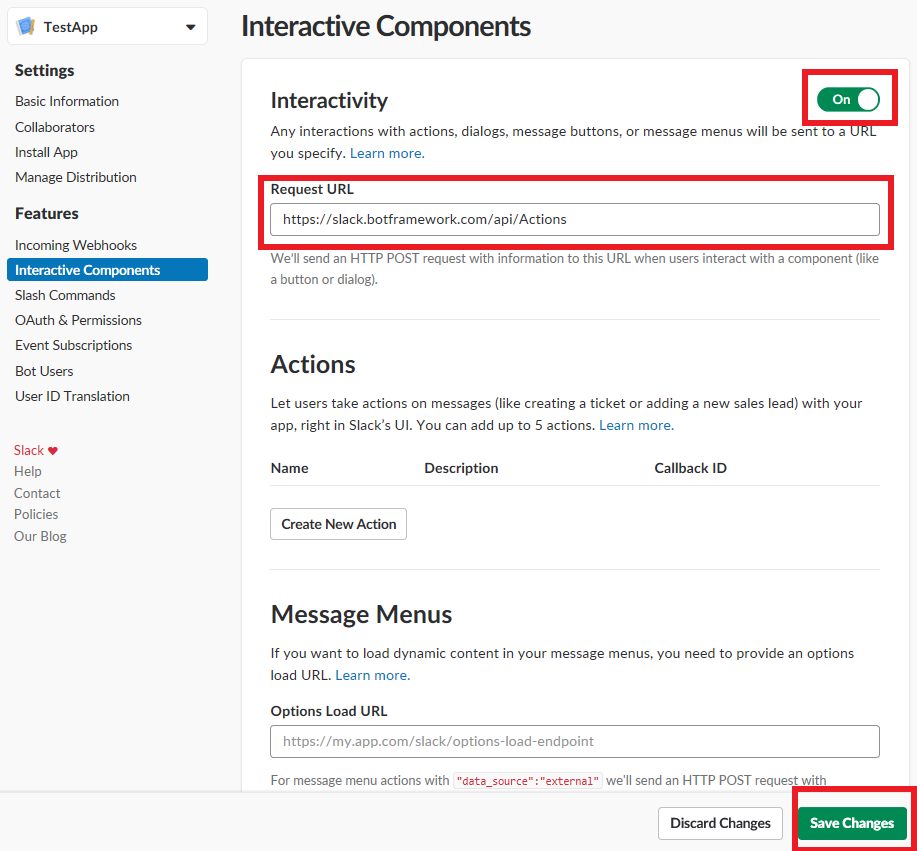 TestApp
Settings
Basic Information
Collaborators
Install App
Manage Distribution
Features
Incoming Webhooks
Interactive Components
Slash Commands
OAuth & Permissions
Event Subscriptions
Bot Users
User ID Translation
Slack
Help
Contact
Policies
Our Blog
Interactive Components
Interactivity
On
Any interactions with actions, dialogs, message buttons, or message menus will be sent to a URL
you specify. Learn more.
Request URL
https://slack.botframework.com/api/Actions
We'll send an HTTP POST request with information to this URL when users interact with a component (like
a button or dialog).
Actions
Let users take actions on messages (like creating a ticket or adding a new sales lead) with your
app, right in Slack's UI. You can add up to 5 actions. Learn more.
Name Description Callback ID
Create New Action
Message Menus
If you want to load dynamic content in your message menus, you need to provide an options
load URL. Learn more.
Options Load URL
https://my.app.com/slack/options-load-endpoint
For message menu actions with "data_source":"external" we'll send an HTTP POST request with
Discard Changes
Save Changes